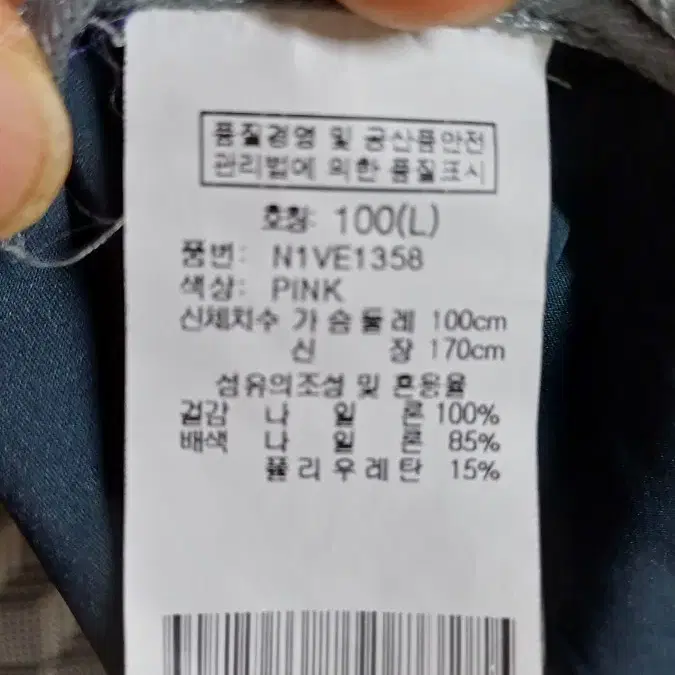 품질경영 및 공산품안전
관리법에 의한 품질표시
호칭: 100(L)
품번: N1VE1358
색상: PINK
신체치수 가슴둘레 100cm
신 장 170cm
섬유의조성 및 혼용율
겉감 나 일 론 100%
배색 나 일 론 85%
폴리우레탄 15%